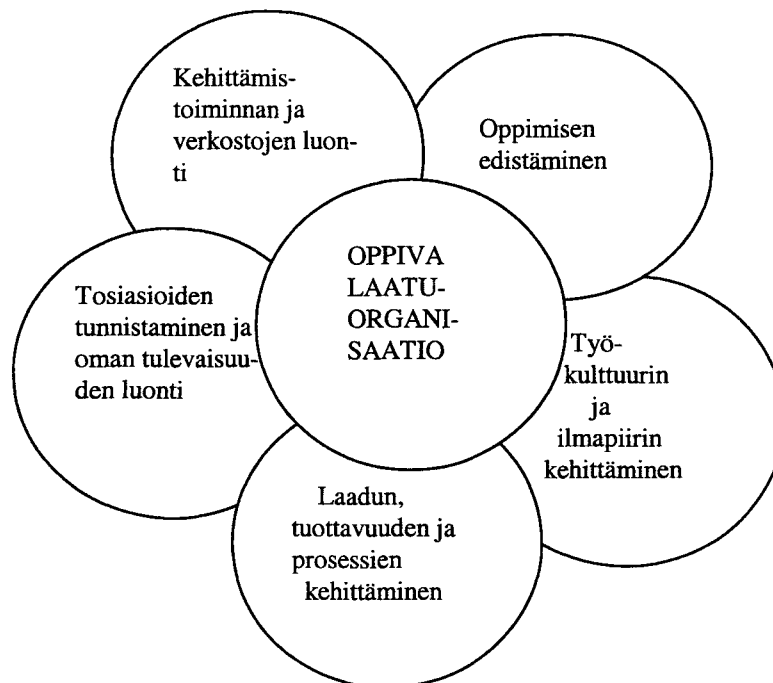 Kehittämis-
toiminnan ja
verkostojen luon-
ti
Oppimisen
edistäminen
OPPIVA
LAATU-
ORGANI-
SAATIO
Tosiasioiden
tunnistaminen ja
oman tulevaisuu-
den luonti
Työ-
kulttuurin
ja
ilmapiirin
kehittäminen
Laadun,
tuottavuuden ja
prosessien
kehittäminen